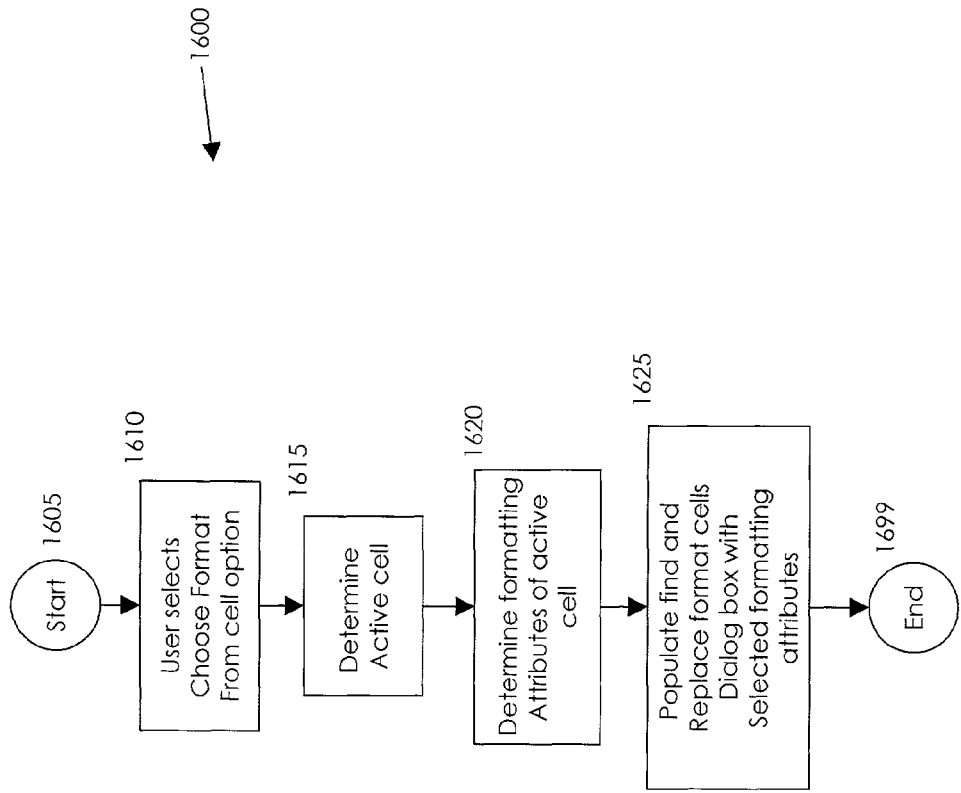 1600
Start
1605
User selects
Choose Format
From cell option
1610
Determine
Active cell
1615
Determine formatting
Attributes of active
cell
1620
Populate find and
Replace format cells
Dialog box with
Selected formatting
attributes
1625
End
1699